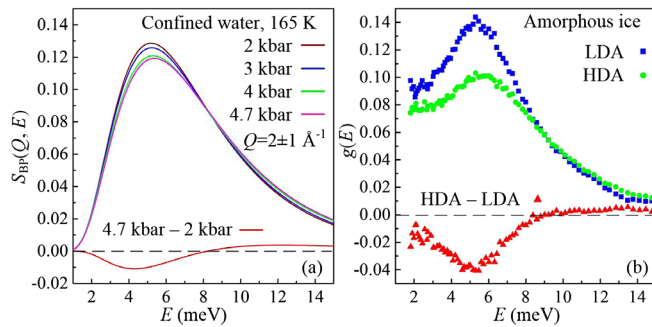 Confined water, 165 K
2 kbar
3 kbar
4 kbar
4.7 kbar
Q=2±1 Å⁻¹
4.7 kbar – 2 kbar
(a)
S_BP(Q, E)
0.14
0.12
0.10
0.08
0.06
0.04
0.02
0.00
-0.02
2 4 6 8 10 12 14
E (meV)
Amorphous ice
LDA
HDA
HDA – LDA
(b)
g(E)
0.14
0.12
0.10
0.08
0.06
0.04
0.02
0.00
-0.02
-0.04
2 4 6 8 10 12 14
E (meV)